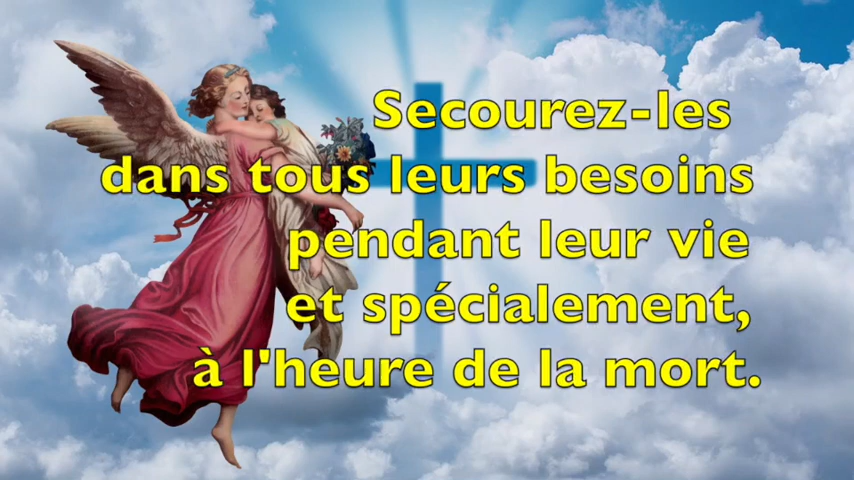 Secourez-les
dans tous leurs besoins
pendant leur vie
et spécialement,
à l'heure de la mort.